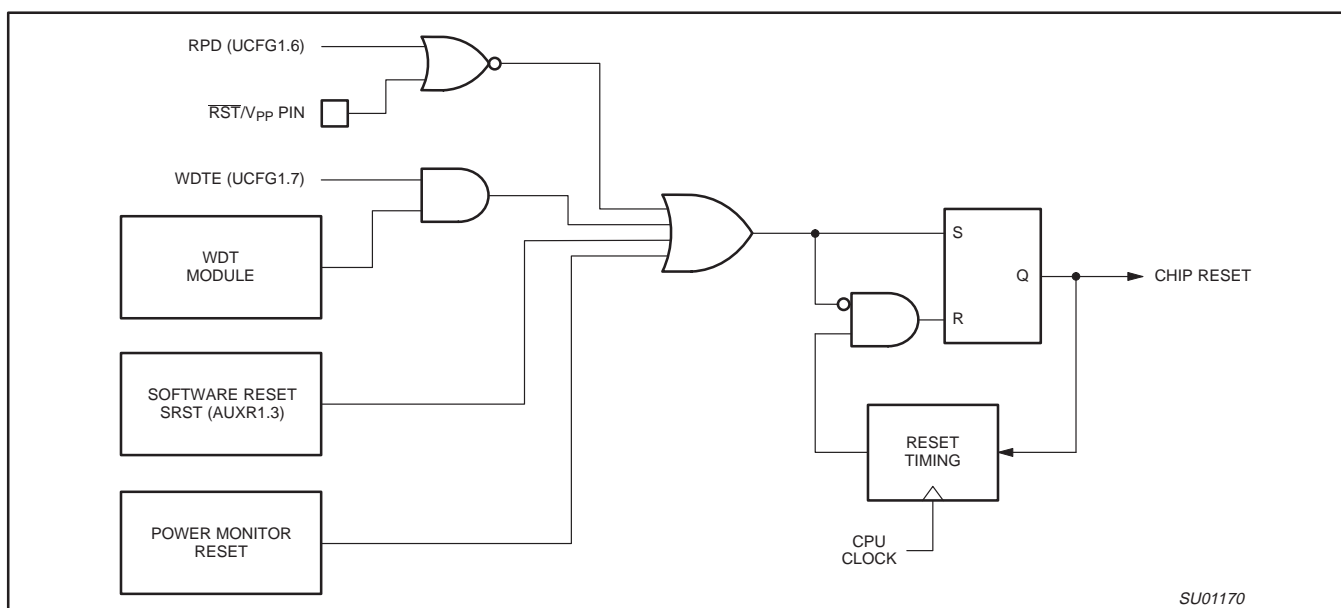 RPD (UCFG1.6)
RST/VPP PIN
WDTE (UCFG1.7)
WDT
MODULE
S
Q
CHIP RESET
R
SOFTWARE RESET
SRST (AUXR1.3)
RESET
TIMING
POWER MONITOR
RESET
CPU
CLOCK
SU01170